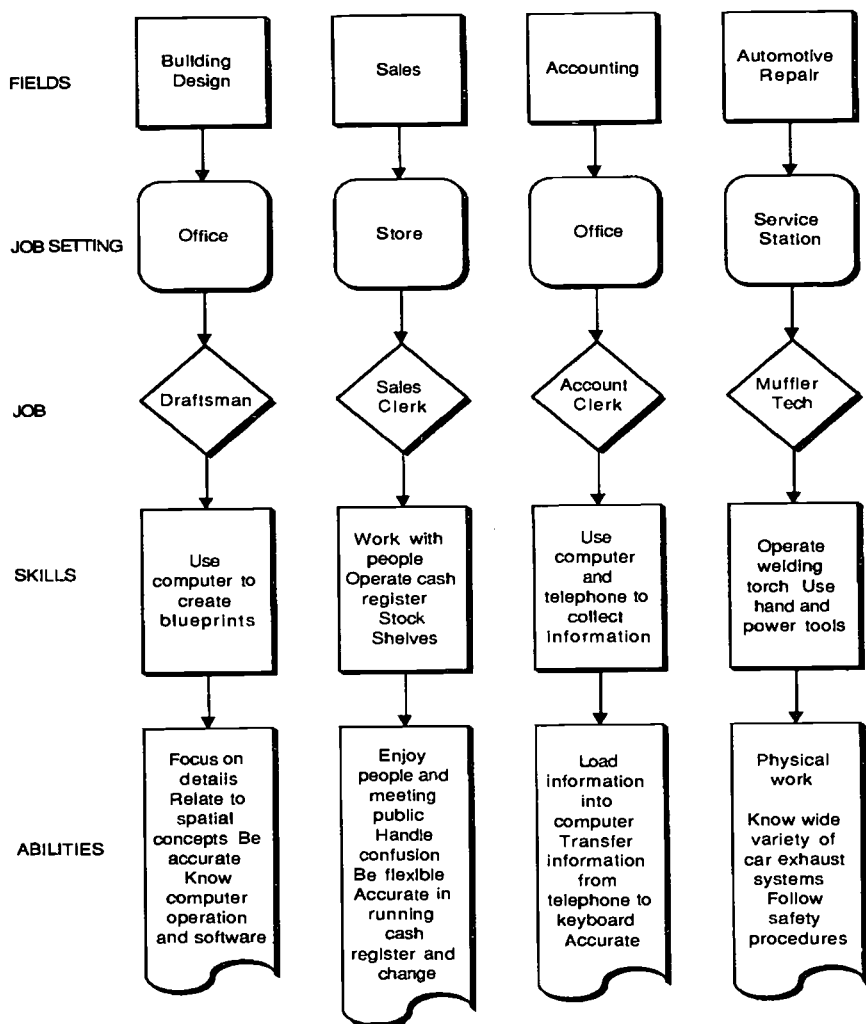 FIELDS
Building
Design
Sales
Accounting
Automotive
Repair
JOB SETTING
Office
Store
Office
Service
Station
JOB
Draftsman
Sales
Clerk
Account
Clerk
Muffler
Tech
SKILLS
Use
computer to
create
blueprints
Work with
people
Operate cash
register
Stock
Shelves
Use
computer
and
telephone to
collect
information
Operate
welding
torch Use
hand and
power tools
ABILITIES
Focus on
details
Relate to
spatial
concepts Be
accurate
Know
computer
operation
and software
Enjoy
people and
meeting
public
Handle
confusion
Be flexible
Accurate in
running
cash
register and
change
Load
information
into
computer
Transfer
information
from
telephone to
keyboard
Accurate
Physical
work
Know wide
variety of
car exhaust
systems
Follow
safety
procedures